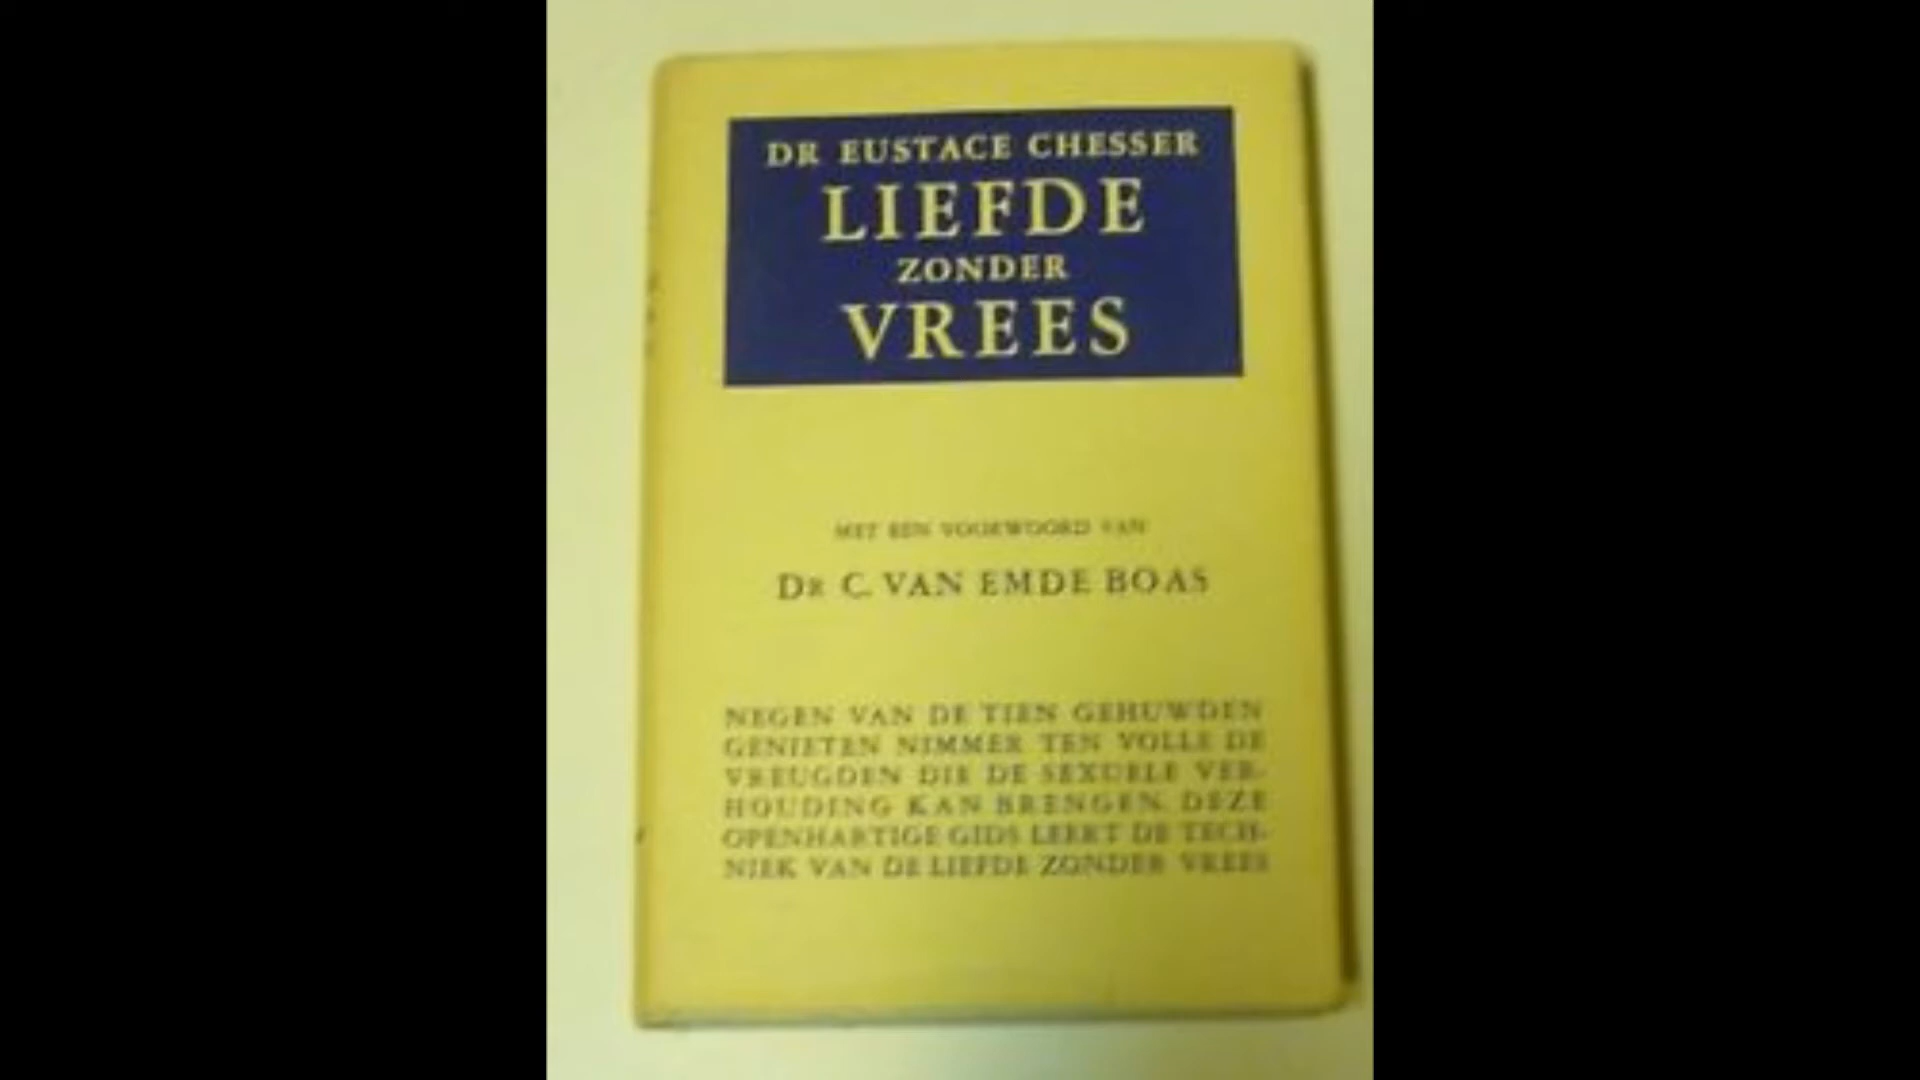 DR EUSTACE CHESSER
LIEFDE
ZONDER
VREES
MET EEN VOORWOORD VAN
DR C. VAN EMDE BOAS
NEGEN VAN DE TIEN GEHUWDEN
GENIETEN NIMMER TEN VOLLE DE
VREUGDEN DIE DE SEXUELE VER-
HOUDING KAN BRENGEN. DEZE
OPENHARTIGE GIDS LEERT DE TECH-
NIEK VAN DE LIEFDE ZONDER VREES